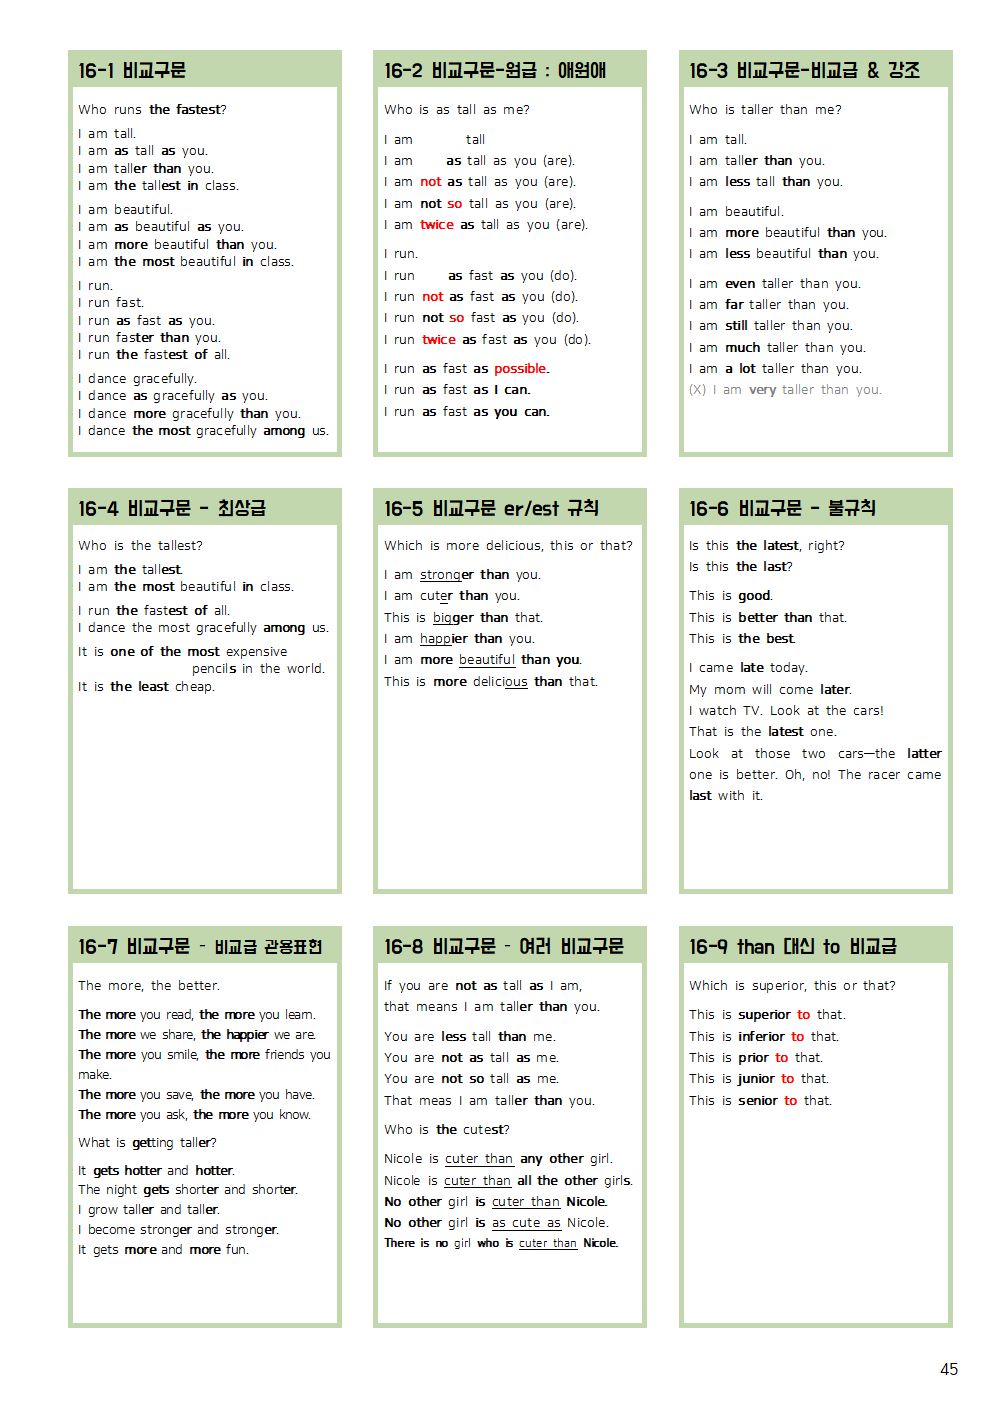 16-1 비교구문
Who runs the fastest?
I am tall.
I am as tall as you.
I am taller than you.
I am the tallest in class.
I am beautiful.
I am as beautiful as you.
I am more beautiful than you.
I am the most beautiful in class.
I run.
I run fast.
I run as fast as you.
I run faster than you.
I run the fastest of all.
I dance gracefully.
I dance as gracefully as you.
I dance more gracefully than you.
I dance the most gracefully among us.
16-2 비교구문-원급 : 애원애
Who is as tall as me?
I am tall
I am as tall as you (are).
I am not as tall as you (are).
I am not so tall as you (are).
I am twice as tall as you (are).
I run.
I run as fast as you (do).
I run not as fast as you (do).
I run not so fast as you (do).
I run twice as fast as you (do).
I run as fast as possible.
I run as fast as I can.
I run as fast as you can.
16-3 비교구문-비교급 & 강조
Who is taller than me?
I am tall.
I am taller than you.
I am less tall than you.
I am beautiful.
I am more beautiful than you.
I am less beautiful than you.
I am even taller than you.
I am far taller than you.
I am still taller than you.
I am much taller than you.
I am a lot taller than you.
(X) I am very taller than you.
16-4 비교구문 - 최상급
Who is the tallest?
I am the tallest.
I am the most beautiful in class.
I run the fastest of all.
I dance the most gracefully among us.
It is one of the most expensive
pencils in the world.
It is the least cheap.
16-5 비교구문 er/est 규칙
Which is more delicious, this or that?
I am stronger than you.
I am cuter than you.
This is bigger than that.
I am happier than you.
I am more beautiful than you.
This is more delicious than that.
16-6 비교구문 - 불규칙
Is this the latest, right?
Is this the last?
This is good.
This is better than that.
This is the best.
I came late today.
My mom will come later.
I watch TV. Look at the cars!
That is the latest one.
Look at those two cars—the latter
one is better. Oh, no! The racer came
last with it.
16-7 비교구문 - 비교급 관용표현
The more, the better.
The more you read, the more you learn.
The more we share, the happier we are.
The more you smile, the more friends you
make.
The more you save, the more you have.
The more you ask, the more you know.
What is getting taller?
It gets hotter and hotter.
The night gets shorter and shorter.
I grow taller and taller.
I become stronger and stronger.
It gets more and more fun.
16-8 비교구문 - 여러 비교구문
If you are not as tall as I am,
that means I am taller than you.
You are less tall than me.
You are not as tall as me.
You are not so tall as me.
That meas I am taller than you.
Who is the cutest?
Nicole is cuter than any other girl.
Nicole is cuter than all the other girls.
No other girl is cuter than Nicole.
No other girl is as cute as Nicole.
There is no girl who is cuter than Nicole.
16-9 than 대신 to 비교급
Which is superior, this or that?
This is superior to that.
This is inferior to that.
This is prior to that.
This is junior to that.
This is senior to that.
45